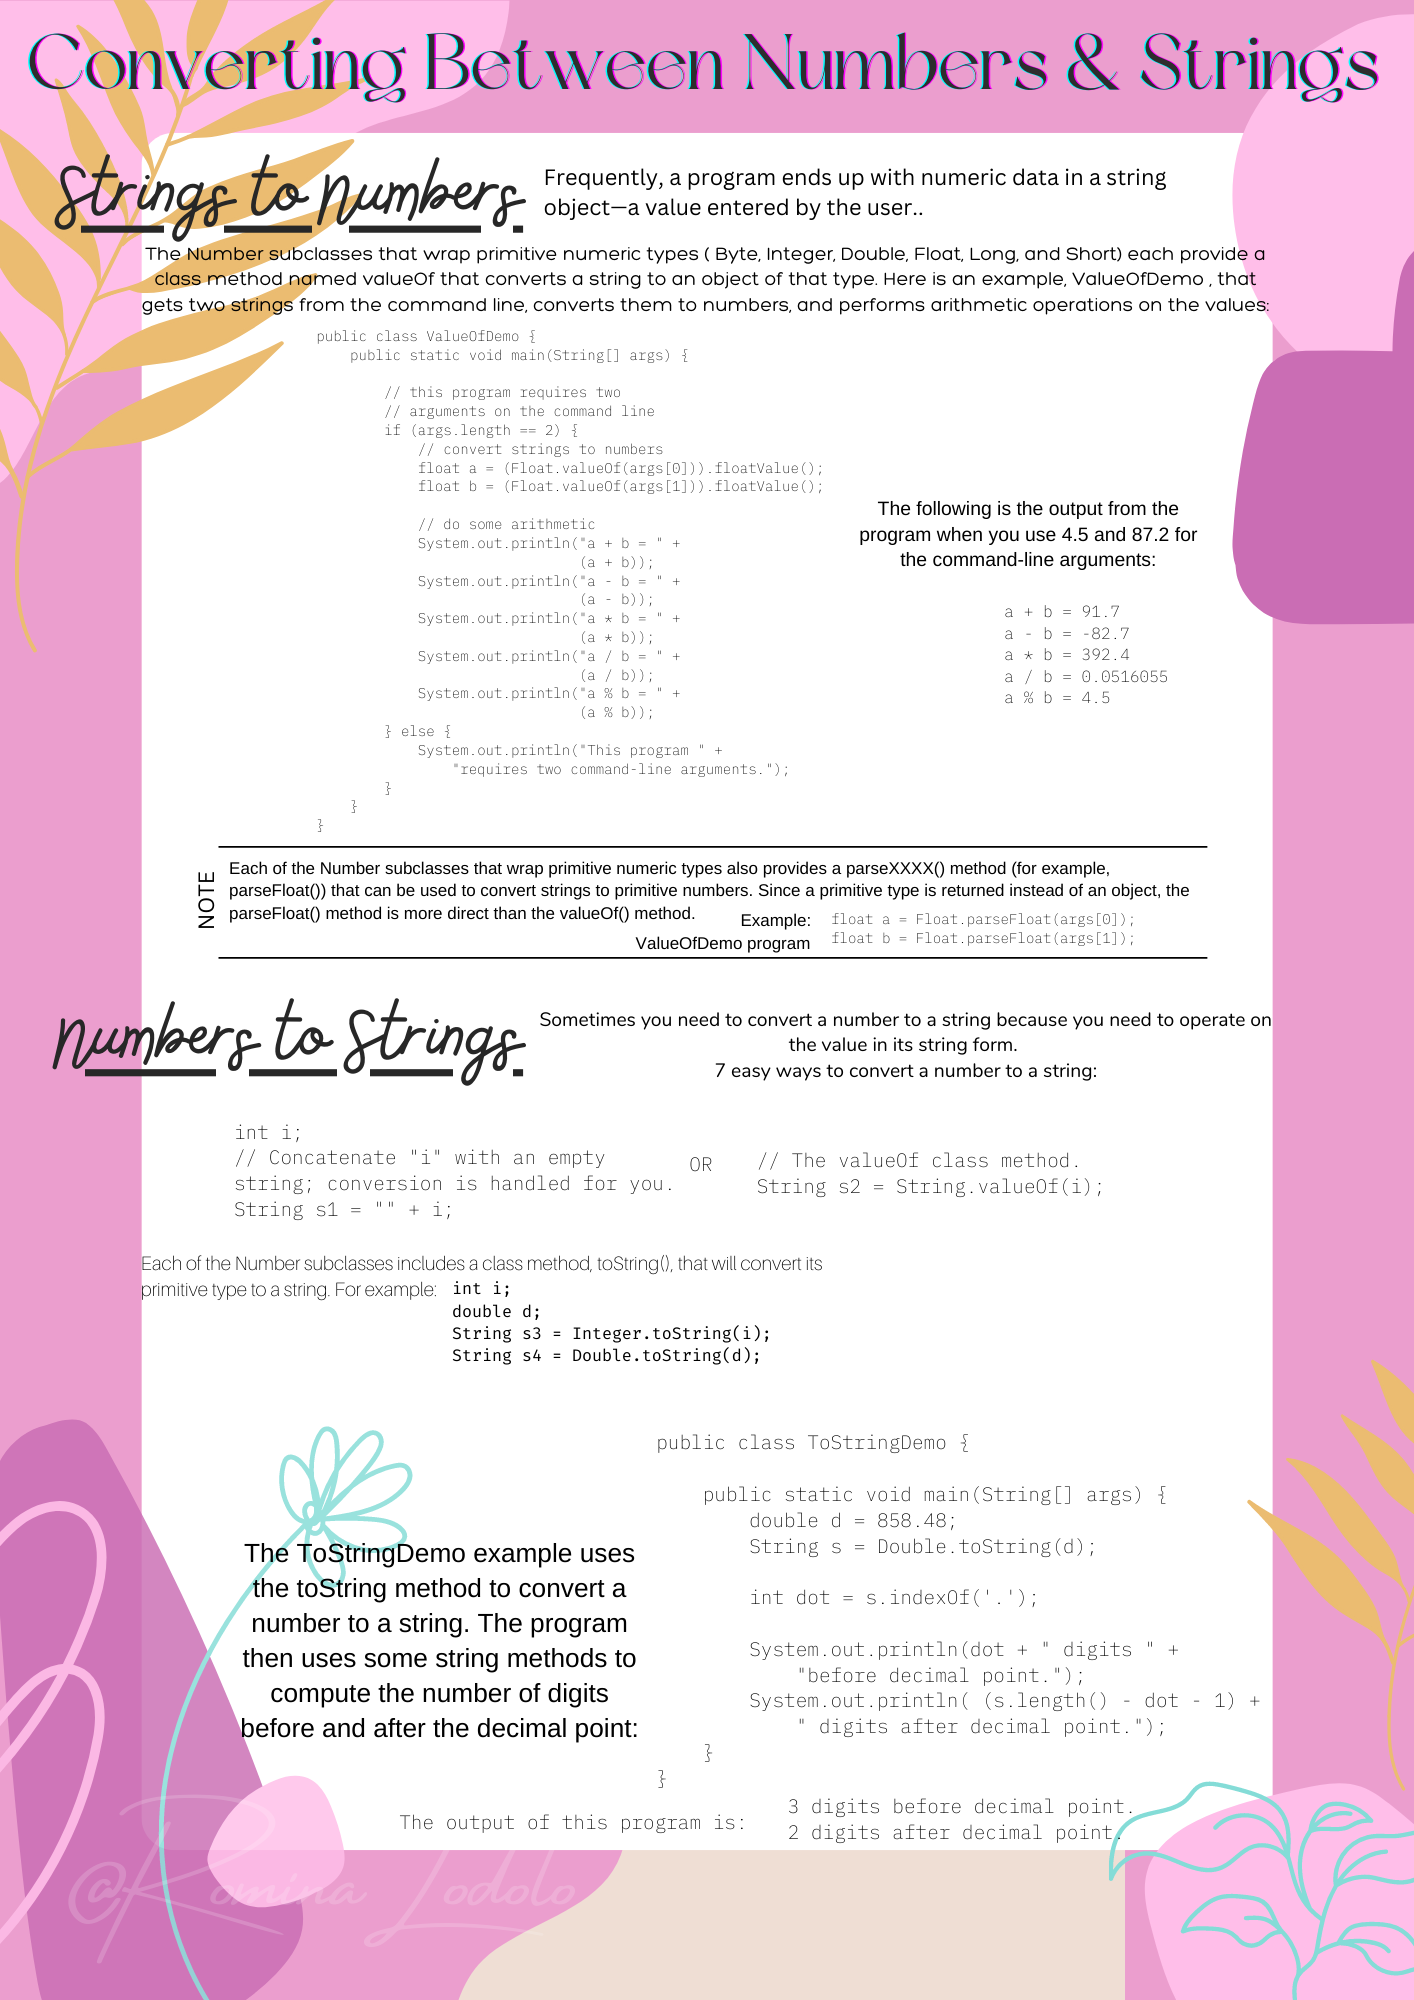 Converting Between Numbers & Strings
Strings to Numbers
Frequently, a program ends up with numeric data in a string
object—a value entered by the user..
The Number subclasses that wrap primitive numeric types ( Byte, Integer, Double, Float, Long, and Short) each provide a
class method named valueOf that converts a string to an object of that type. Here is an example, ValueOfDemo , that
gets two strings from the command line, converts them to numbers, and performs arithmetic operations on the values:
public class ValueOfDemo {
    public static void main(String[] args) {
        // this program requires two
        // arguments on the command line
        if (args.length == 2) {
            // convert strings to numbers
            float a = (Float.valueOf(args[0])).floatValue();
            float b = (Float.valueOf(args[1])).floatValue();
            // do some arithmetic
            System.out.println("a + b = " +
                               (a + b));
            System.out.println("a - b = " +
                               (a - b));
            System.out.println("a * b = " +
                               (a * b));
            System.out.println("a / b = " +
                               (a / b));
            System.out.println("a % b = " +
                               (a % b));
        } else {
            System.out.println("This program " +
                "requires two command-line arguments.");
        }
    }
}
The following is the output from the
program when you use 4.5 and 87.2 for
the command-line arguments:
a + b = 91.7
a - b = -82.7
a * b = 392.4
a / b = 0.0516055
a % b = 4.5
NOTE
Each of the Number subclasses that wrap primitive numeric types also provides a parseXXXX() method (for example,
parseFloat()) that can be used to convert strings to primitive numbers. Since a primitive type is returned instead of an object, the
parseFloat() method is more direct than the valueOf() method.
Example:
ValueOfDemo program
float a = Float.parseFloat(args[0]);
float b = Float.parseFloat(args[1]);
Numbers to Strings
Sometimes you need to convert a number to a string because you need to operate on
the value in its string form.
7 easy ways to convert a number to a string:
int i;
// Concatenate "i" with an empty
string; conversion is handled for you.
String s1 = "" + i;
OR
// The valueOf class method.
String s2 = String.valueOf(i);
Each of the Number subclasses includes a class method, toString(), that will convert its
primitive type to a string. For example:
int i;
double d;
String s3 = Integer.toString(i);
String s4 = Double.toString(d);
The ToStringDemo example uses
the toString method to convert a
number to a string. The program
then uses some string methods to
compute the number of digits
before and after the decimal point:
public class ToStringDemo {
    public static void main(String[] args) {
        double d = 858.48;
        String s = Double.toString(d);
        int dot = s.indexOf('.');
        System.out.println(dot + " digits " +
            "before decimal point.");
        System.out.println( (s.length() - dot - 1) +
            " digits after decimal point.");
    }
}
The output of this program is:
3 digits before decimal point.
2 digits after decimal point.
@Romina Lodolo